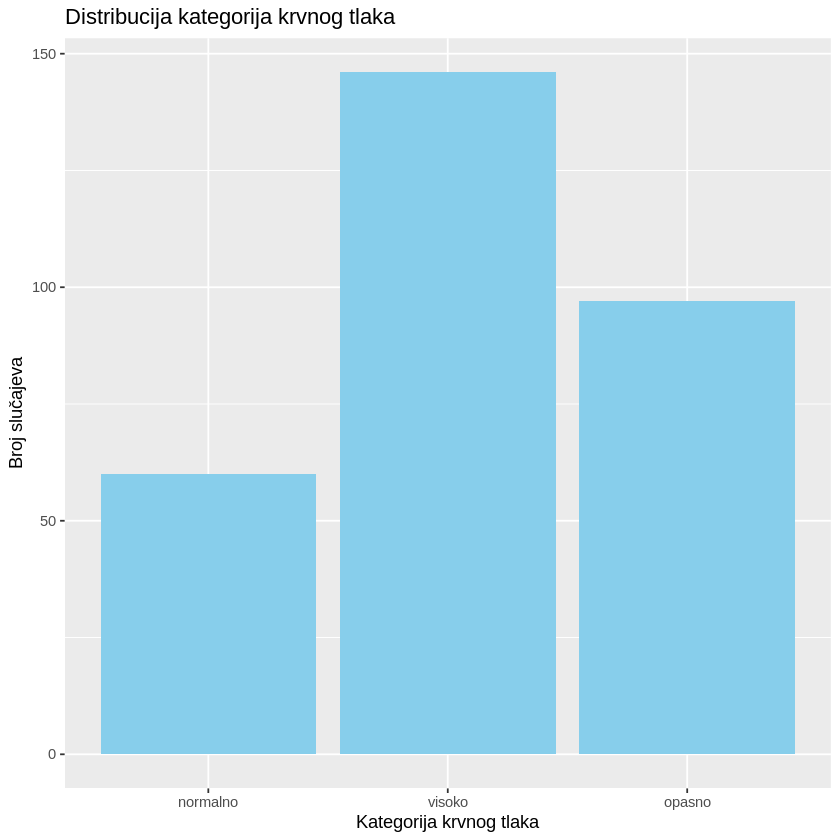 Distribucija kategorija krvnog tlaka
150
100
50
0
Broj slučajeva
normalno visoko opasno
Kategorija krvnog tlaka